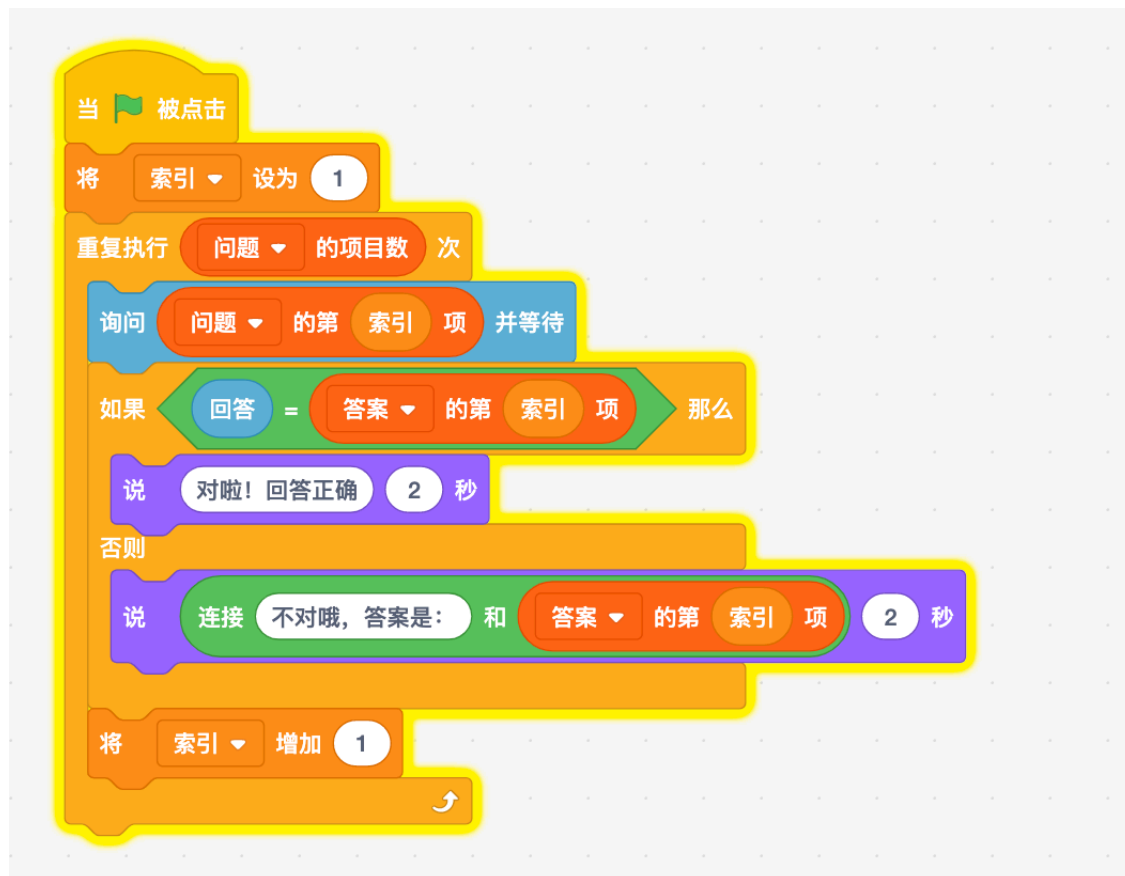 当 被点击
将 索引 设为 1
重复执行 问题 的项目数 次
询问 问题 的第 索引 项 并等待
如果 回答 = 答案 的第 索引 项 那么
说 对啦！回答正确 2 秒
否则
说 连接 不对哦，答案是： 和 答案 的第 索引 项 2 秒
将 索引 增加 1